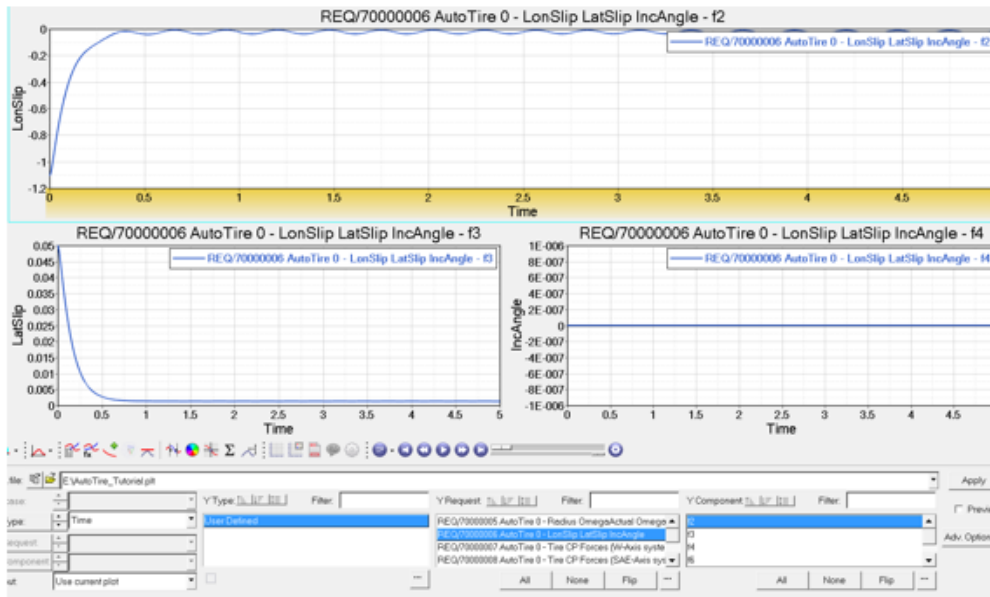 REQ/70000006 AutoTire 0 - LonSlip LatSlip IncAngle - f2
REQ/70000006 AutoTire 0 - LonSlip LatSlip IncAngle - f2
LonSlip
0
-0.2
-0.4
-0.6
-0.8
-1
-1.2
0 0.5 1 1.5 2 2.5 3 3.5 4 4.5
Time
REQ/70000006 AutoTire 0 - LonSlip LatSlip IncAngle - f3
REQ/70000006 AutoTire 0 - LonSlip LatSlip IncAngle - f3
LatSlip
0.05
0.045
0.04
0.035
0.03
0.025
0.02
0.015
0.01
0.005
0
0 0.5 1 1.5 2 2.5 3 3.5 4 4.5 5
Time
REQ/70000006 AutoTire 0 - LonSlip LatSlip IncAngle - f4
REQ/70000006 AutoTire 0 - LonSlip LatSlip IncAngle - f4
IncAngle
1E-006
8E-007
6E-007
4E-007
2E-007
0
-2E-007
-4E-007
-6E-007
-8E-007
-1E-006
0 0.5 1 1.5 2 2.5 3 3.5 4 4.5
Time
file: E:\AutoTire_Tutorial.plt
Apply
Y Type: Filter:
Y Request: Filter:
Y Component: Filter:
Time
User Defined
REQ/70000005 AutoTire 0 - Radius OmegaActual Omega
REQ/70000006 AutoTire 0 - LonSlip LatSlip IncAngle
REQ/70000007 AutoTire 0 - Tire CP Forces (W-Axis syste
REQ/70000008 AutoTire 0 - Tire CP Forces (SAE-Axis sys
f2
f3
f4
f6
Previ
Adv. Option
Use current plot
All None Flip ...
All None Flip ...